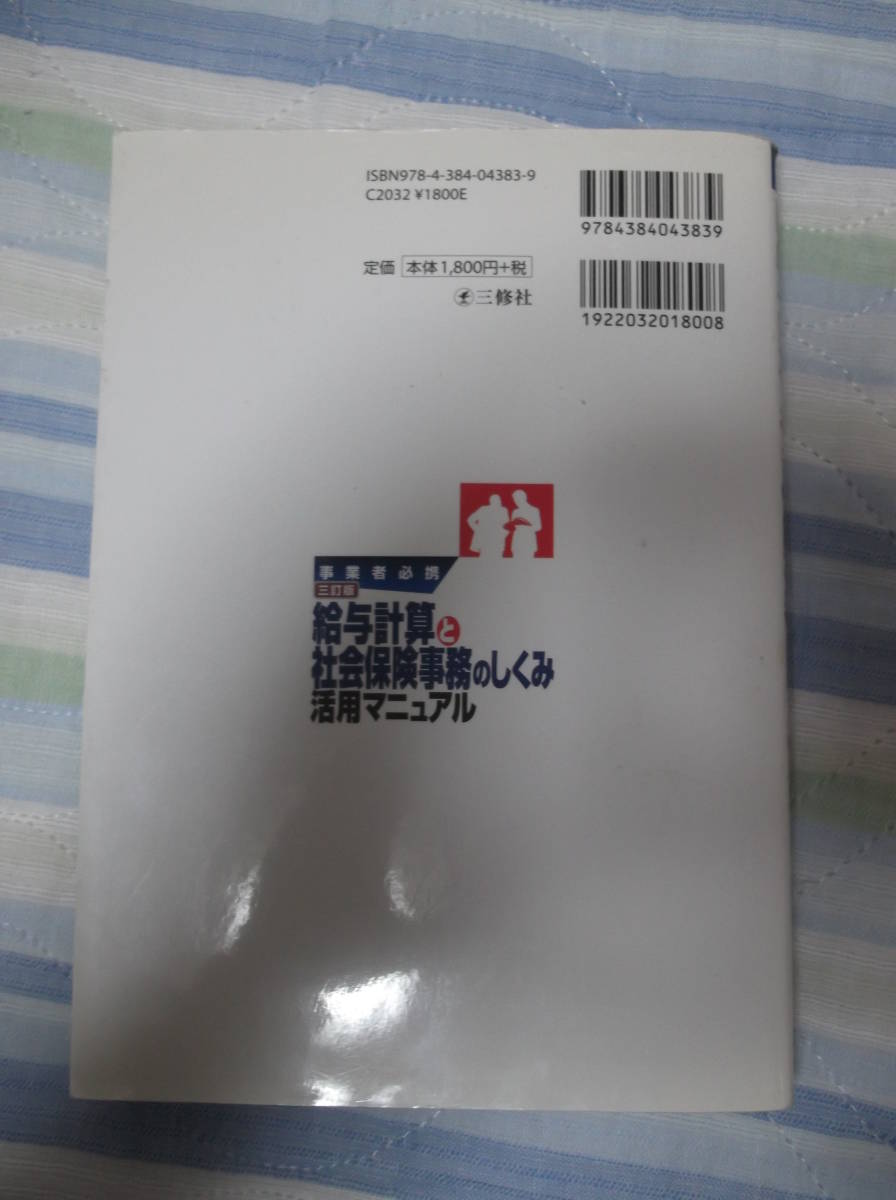 ISBN978-4-384-04383-9
C2032 ¥1800E
9784384043839
定価 本体1,800円+税
三修社
1922032018008
事業者必携
三訂版
給与計算と
社会保険事務のしくみ
活用マニュアル